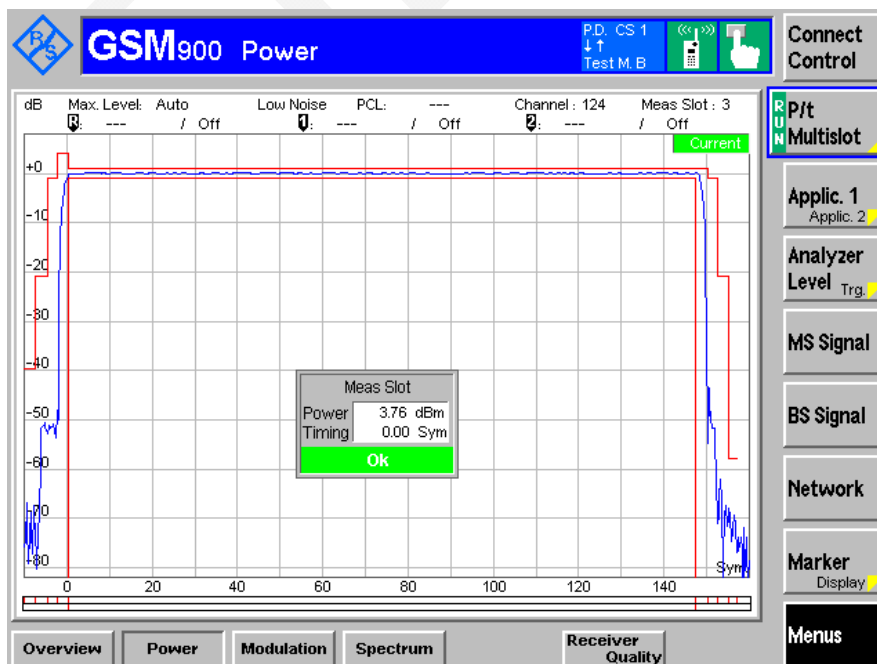 R/S GSM900 Power
P.D. CS 1
↓↑
Test M. B
Connect
Control
dB Max. Level: Auto Low Noise PCL: --- Channel : 124 Meas Slot : 3
R: --- / Off 1: --- / Off 2: --- / Off
Current
RUN
P/t
Multislot
Applic. 1
Applic. 2
Analyzer
Level Trg.
MS Signal
BS Signal
Network
Marker
Display
Menus
+0
-10
-20
-30
-40
-50
-60
-70
-80
Meas Slot
Power 3.76 dBm
Timing 0.00 Sym
Ok
Sym
0 20 40 60 80 100 120 140
Overview Power Modulation Spectrum Receiver
Quality